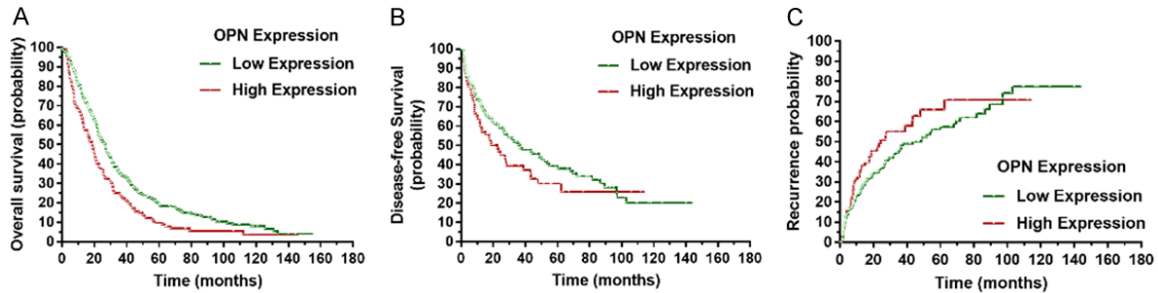 A
OPN Expression
Low Expression
High Expression
Overall survival (probability)
100
90
80
70
60
50
40
30
20
10
0
0 20 40 60 80 100 120 140 160 180
Time (months)
B
OPN Expression
Low Expression
High Expression
Disease-free Survival
(probability)
100
90
80
70
60
50
40
30
20
10
0
0 20 40 60 80 100 120 140 160 180
Time (months)
C
Recurrence probability
100
90
80
70
60
50
40
30
20
10
0
OPN Expression
Low Expression
High Expression
0 20 40 60 80 100 120 140 160 180
Time (months)